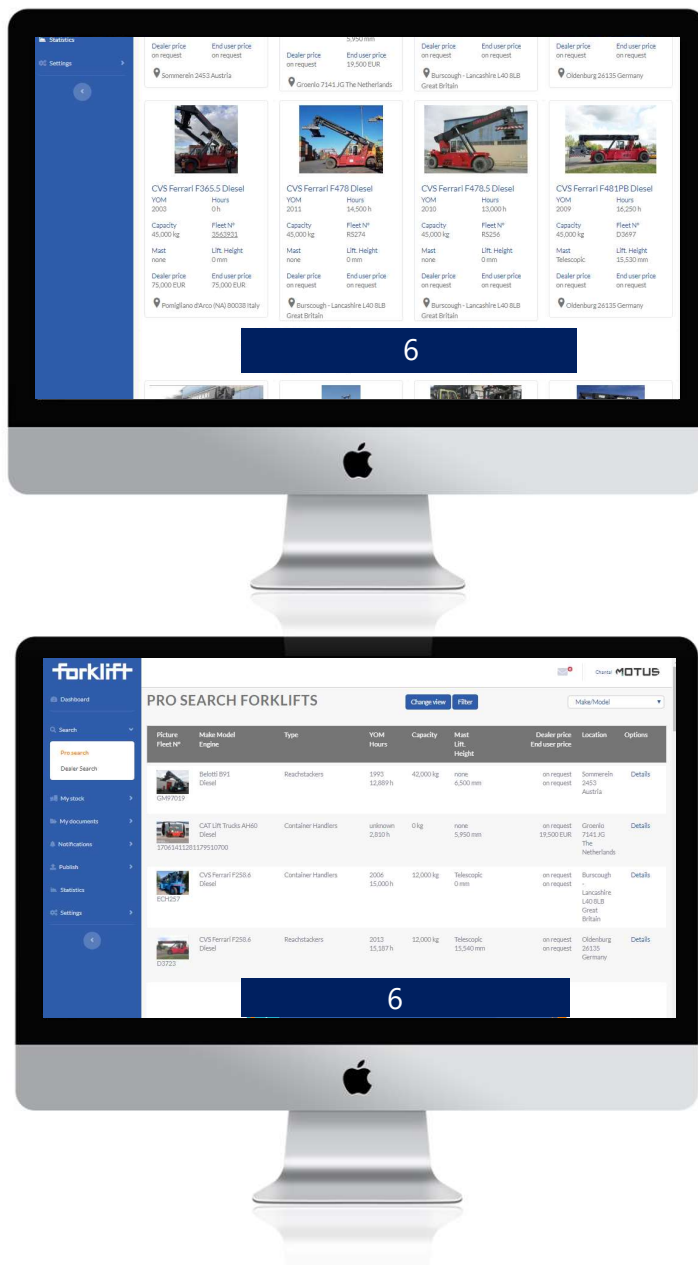 Statistics
Settings
5,950 mm
Dealer price End user price
on request on request
Sommerein 2453 Austria
Dealer price End user price
on request 19,500 EUR
Groenlo 7141 JG The Netherlands
Dealer price End user price
on request on request
Burscough - Lancashire L40 8LB
Great Britain
Dealer price End user price
on request on request
Oldenburg 26135 Germany
CVS Ferrari F365.5 Diesel
YOM Hours
2003 0 h
Capacity Fleet N°
45,000 kg 3563931
Mast Lift. Height
none 0 mm
Dealer price End user price
75,000 EUR 75,000 EUR
Pomigliano d'Arco (NA) 80038 Italy
CVS Ferrari F478 Diesel
YOM Hours
2011 14,500 h
Capacity Fleet N°
45,000 kg RS274
Mast Lift. Height
none 0 mm
Dealer price End user price
on request on request
Burscough - Lancashire L40 8LB
Great Britain
CVS Ferrari F478.5 Diesel
YOM Hours
2010 13,000 h
Capacity Fleet N°
45,000 kg RS256
Mast Lift. Height
none 0 mm
Dealer price End user price
on request on request
Burscough - Lancashire L40 8LB
Great Britain
CVS Ferrari F481PB Diesel
YOM Hours
2009 16,250 h
Capacity Fleet N°
45,000 kg D3697
Mast Lift. Height
Telescopic 15,530 mm
Dealer price End user price
on request on request
Oldenburg 26135 Germany
6
forklift
Chantal MOTUS
Dashboard
Search
Pro search
Dealer Search
My stock
My documents
Notifications
Publish
Statistics
Settings
PRO SEARCH FORKLIFTS
Change view Filter
Make/Model
Picture Make Model Type YOM Capacity Mast Dealer price Location Options
Fleet N° Engine Hours Lift. End user price
Height
Belotti B91 Reachstackers 1993 42,000 kg none on request Sommerein Details
Diesel 12,889 h 6,500 mm on request 2453
Austria
GM97019
CAT Lift Trucks AH60 Container Handlers unknown 0 kg none on request Groenlo Details
Diesel 2,810 h 5,950 mm 19,500 EUR 7141 JG
The
Netherlands
17061411281179510700
CVS Ferrari F258.6 Container Handlers 2006 12,000 kg Telescopic on request Burscough Details
Diesel 15,000 h 0 mm on request -
Lancashire
L40 8LB
Great
Britain
ECH257
CVS Ferrari F258.6 Reachstackers 2013 12,000 kg Telescopic on request Oldenburg Details
Diesel 15,187 h 15,540 mm on request 26135
Germany
D3723
6